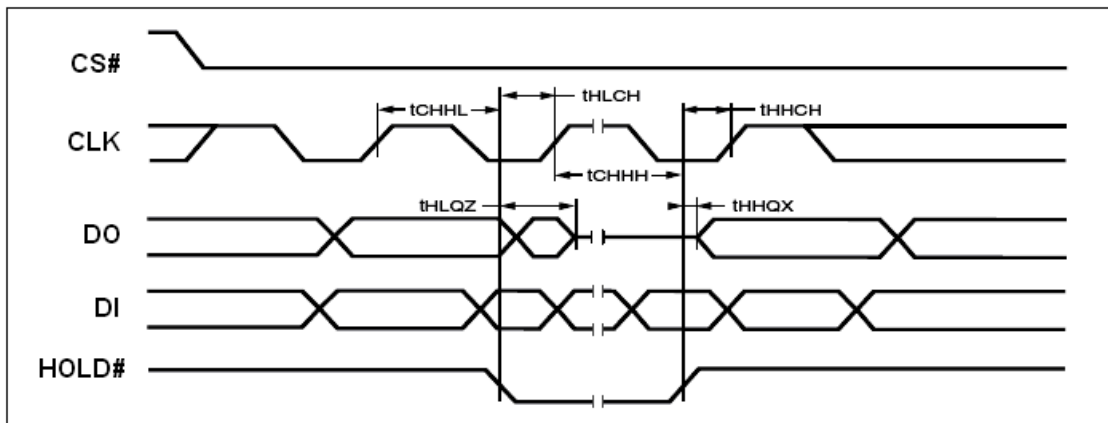 CS#
tCHHL
tHLCH
tHHCH
CLK
tCHHH
tHLQZ
tHHQX
DO
DI
HOLD#